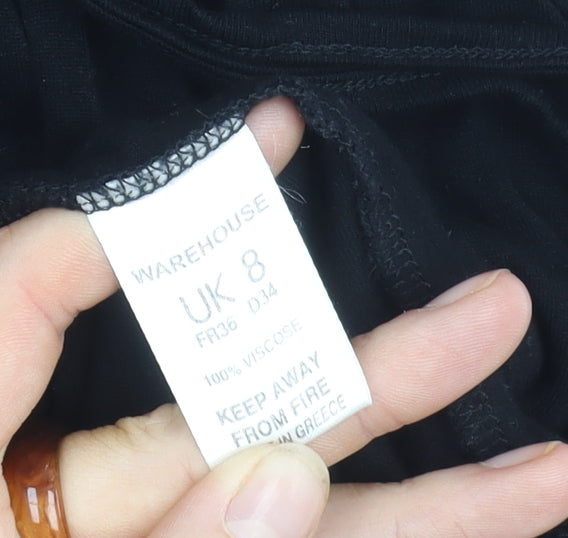 WAREHOUSE
UK 8
FR36 D34
100% VISCOSE
KEEP AWAY
FROM FIRE
IN GREECE